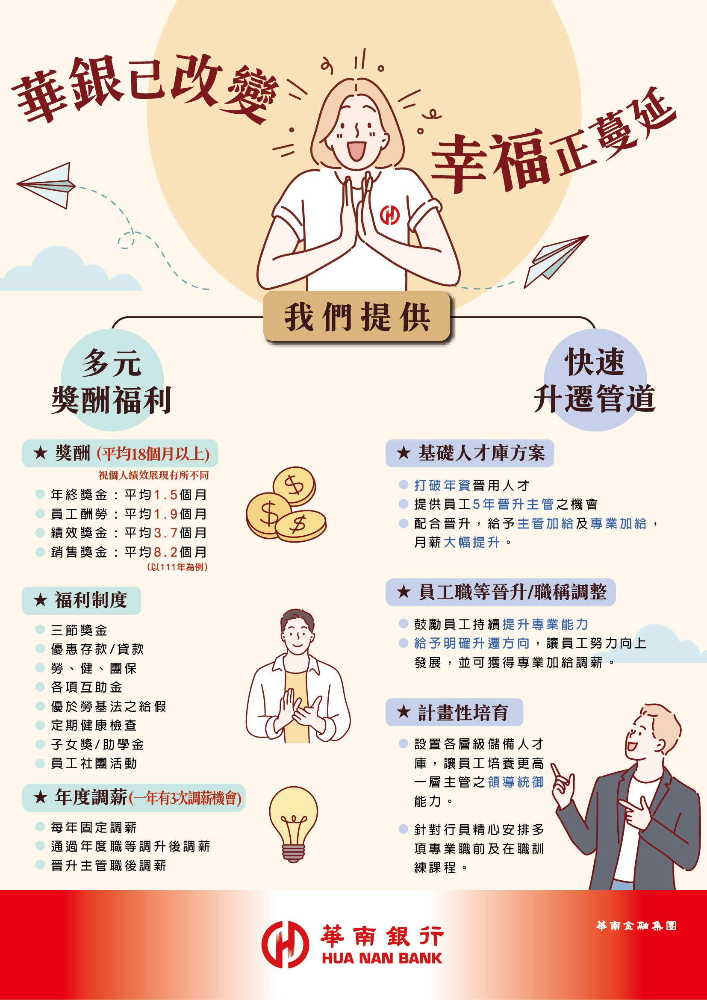 華銀已改變
幸福正蔓延
我們提供
多元
獎酬福利
★ 獎酬 (平均18個月以上)
視個人績效展現有所不同
年終獎金：平均1.5個月
員工酬勞：平均1.9個月
績效獎金：平均3.7個月
銷售獎金：平均8.2個月
(以111年為例)
★ 福利制度
三節獎金
優惠存款/貸款
勞、健、團保
各項互助金
優於勞基法之給假
定期健康檢查
子女獎/助學金
員工社團活動
★ 年度調薪(一年有3次調薪機會)
每年固定調薪
通過年度職等調升後調薪
晉升主管職後調薪
快速
升遷管道
★ 基礎人才庫方案
打破年資晉用人才
提供員工5年晉升主管之機會
配合晉升，給予主管加給及專業加給，
月薪大幅提升。
★ 員工職等晉升/職稱調整
鼓勵員工持續提升專業能力
給予明確升遷方向，讓員工努力向上
發展，並可獲得專業加給調薪。
★ 計畫性培育
設置各層級儲備人才
庫，讓員工培養更高
一層主管之領導統御
能力。
針對行員精心安排多
項專業職前及在職訓
練課程。
華南銀行
HUA NAN BANK
華南金融集團